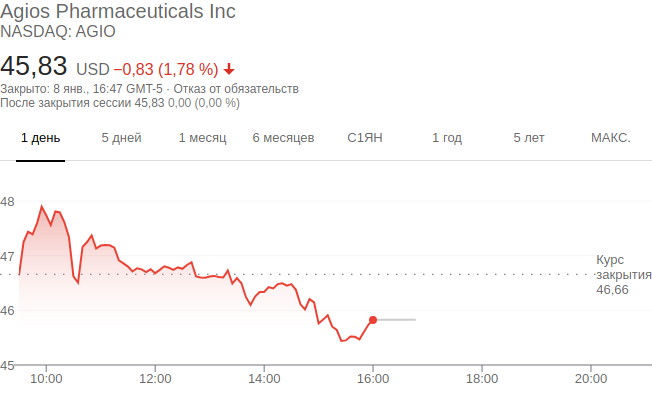 Agios Pharmaceuticals Inc
NASDAQ: AGIO
45,83 USD −0,83 (1,78 %)
Закрыто: 8 янв., 16:47 GMT-5 · Отказ от обязательств
После закрытия сессии 45,83 0,00 (0,00 %)
1 день 5 дней 1 месяц 6 месяцев С1ЯН 1 год 5 лет МАКС.
48
47
Курс
закрытия
46,66
46
45
10:00 12:00 14:00 16:00 18:00 20:00